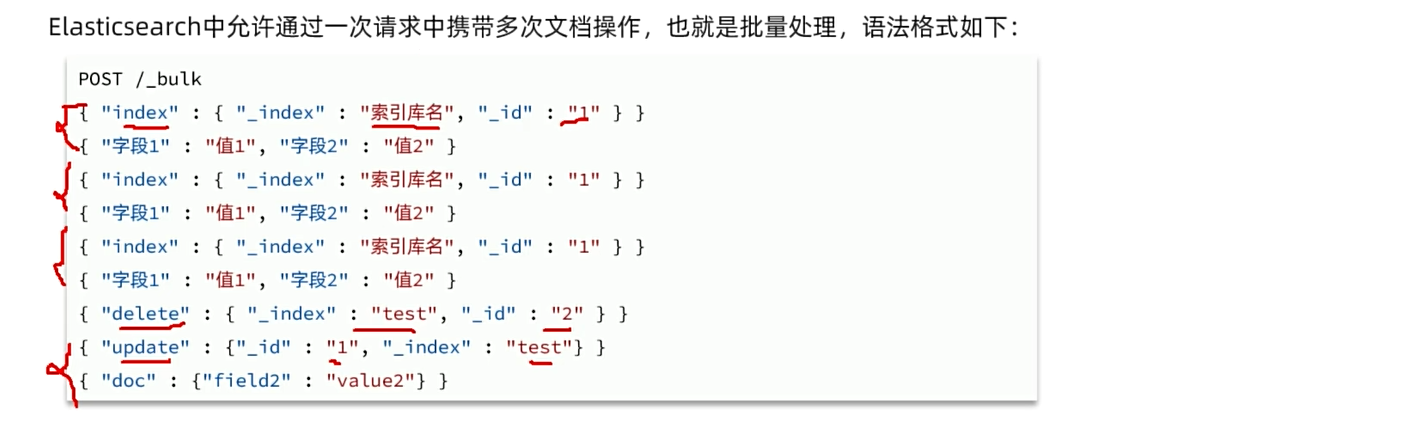 Elasticsearch中允许通过一次请求中携带多次文档操作，也就是批量处理，语法格式如下：
POST /_bulk
{ "index" : { "_index" : "索引库名", "_id" : "1" } }
{ "字段1" : "值1", "字段2" : "值2" }
{ "index" : { "_index" : "索引库名", "_id" : "1" } }
{ "字段1" : "值1", "字段2" : "值2" }
{ "index" : { "_index" : "索引库名", "_id" : "1" } }
{ "字段1" : "值1", "字段2" : "值2" }
{ "delete" : { "_index" : "test", "_id" : "2" } }
{ "update" : {"_id" : "1", "_index" : "test"} }
{ "doc" : {"field2" : "value2"} }